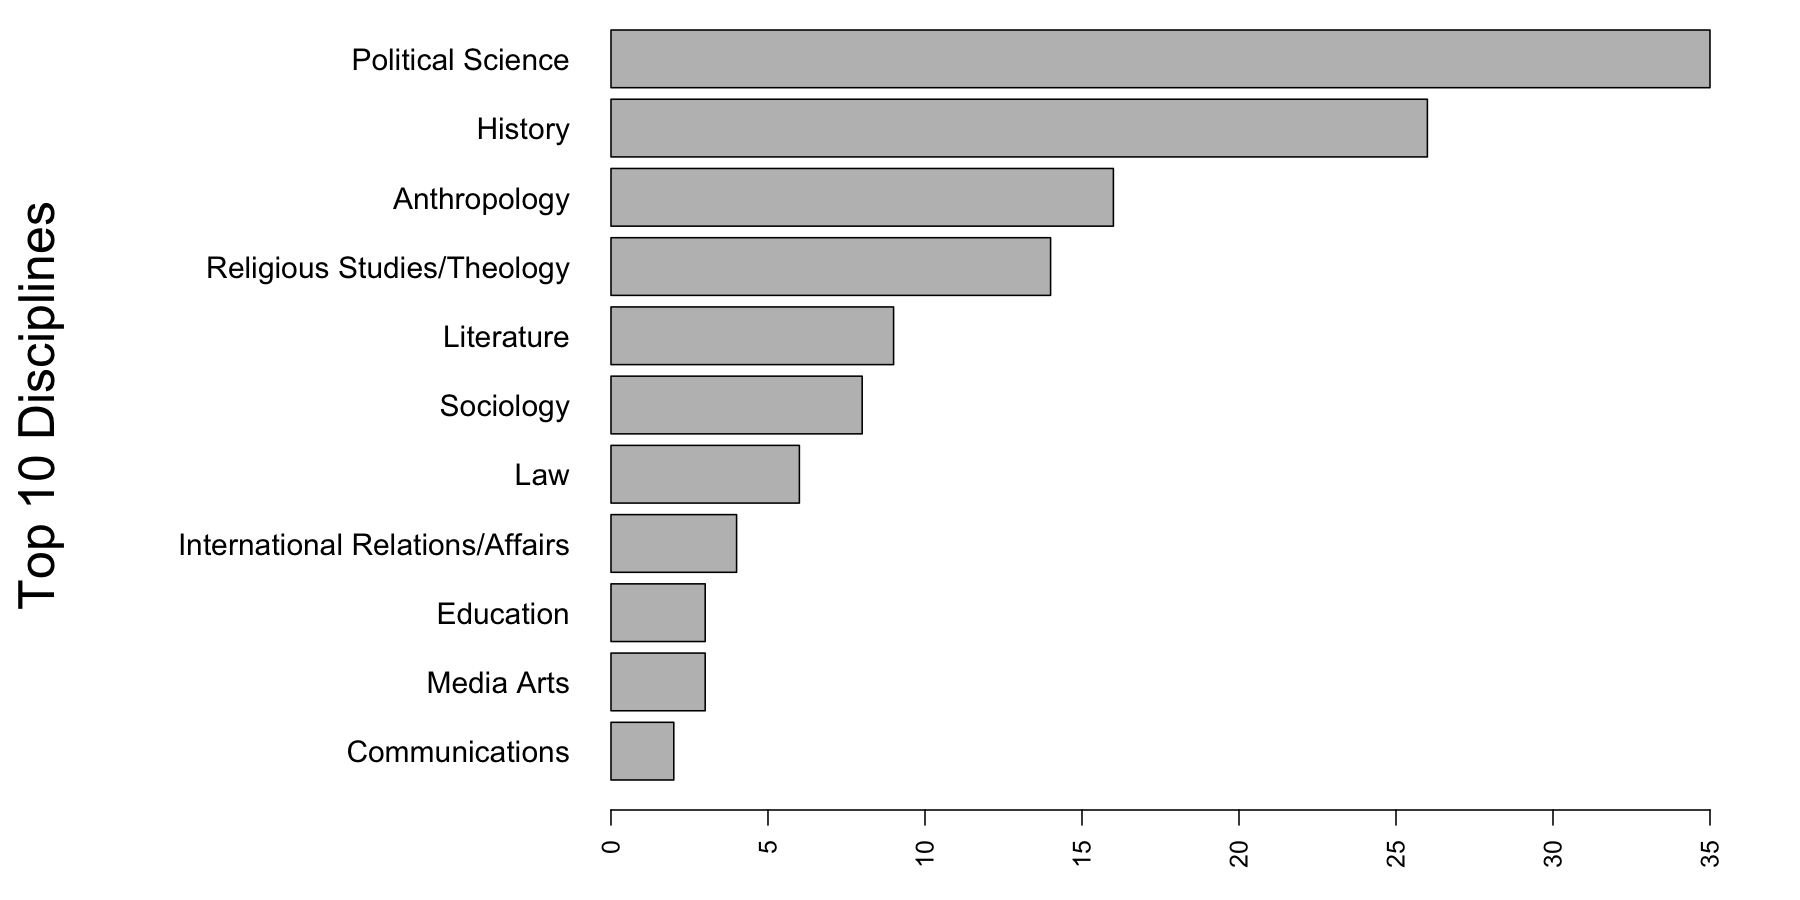 Top 10 Disciplines
Political Science
History
Anthropology
Religious Studies/Theology
Literature
Sociology
Law
International Relations/Affairs
Education
Media Arts
Communications
0 5 10 15 20 25 30 35